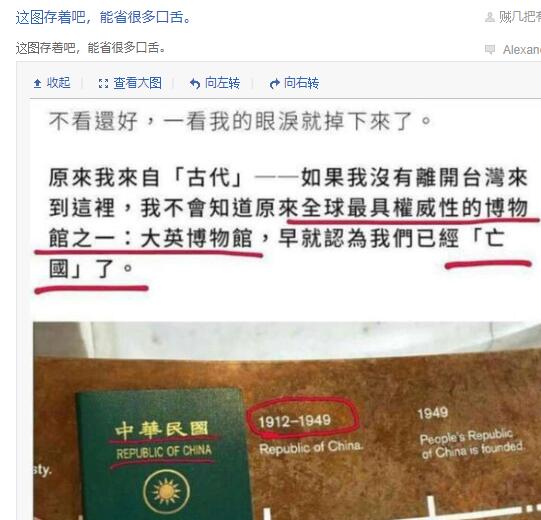 这图存着吧，能省很多口舌。
贼几把有
这图存着吧，能省很多口舌。
Alexan
收起 查看大图 向左转 向右转
不看還好，一看我的眼淚就掉下來了。
原來我來自「古代」——如果我沒有離開台灣來
到這裡，我不會知道原來全球最具權威性的博物
館之一：大英博物館，早就認為我們已經「亡
國」了。
中華民國
REPUBLIC OF CHINA
1912–1949
Republic of China.
1949
People's Republic
of China is founded.
sty.